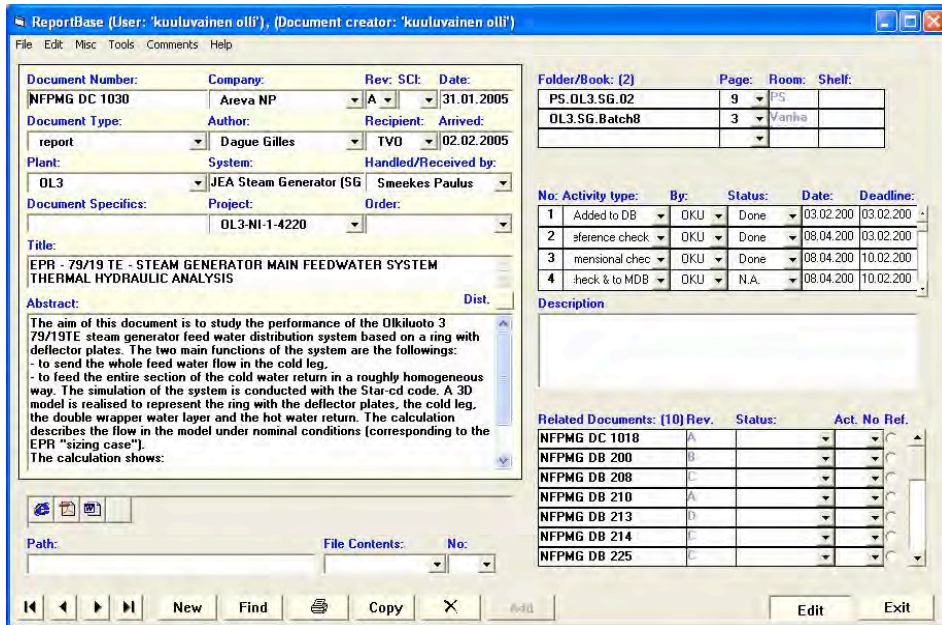 ReportBase (User: 'kuuluvainen olli'), (Document creator: 'kuuluvainen olli')
File Edit Misc Tools Comments Help
Document Number: Company: Rev: SCI: Date:
NFPMG DC 1030 Areva NP A 31.01.2005
Document Type: Author: Recipient: Arrived:
report Dague Gilles TVO 02.02.2005
Plant: System: Handled/Received by:
OL3 JEA Steam Generator (SG Smeekes Paulus
Document Specifics: Project: Order:
OL3-NI-1-4220
Title:
EPR - 79/19 TE - STEAM GENERATOR MAIN FEEDWATER SYSTEM
THERMAL HYDRAULIC ANALYSIS
Abstract: Dist.
The aim of this document is to study the performance of the Olkiluoto 3
79/19TE steam generator feed water distribution system based on a ring with
deflector plates. The two main functions of the system are the followings:
- to send the whole feed water flow in the cold leg,
- to feed the entire section of the cold water return in a roughly homogeneous
way. The simulation of the system is conducted with the Star-cd code. A 3D
model is realised to represent the ring with the deflector plates, the cold leg,
the double wrapper water layer and the hot water return. The calculation
describes the flow in the model under nominal conditions (corresponding to the
EPR "sizing case").
The calculation shows:
Path: File Contents: No:
Folder/Book: (2) Page: Room: Shelf:
PS.OL3.SG.02 9 PS
OL3.SG.Batch8 3 Vanha
No: Activity type: By: Status: Date: Deadline:
1 Added to DB OKU Done 03.02.200 03.02.200
2 eference check OKU Done 08.04.200 03.02.200
3 mensional chec OKU Done 08.04.200 10.02.200
4 heck & to MDB OKU N.A. 08.04.200 10.02.200
Description
Related Documents: (10) Rev. Status: Act. No Ref.
NFPMG DC 1018 A
NFPMG DB 200 B
NFPMG DB 208 C
NFPMG DB 210 A
NFPMG DB 213 D
NFPMG DB 214 C
NFPMG DB 225 C
New Find Copy Add Edit Exit